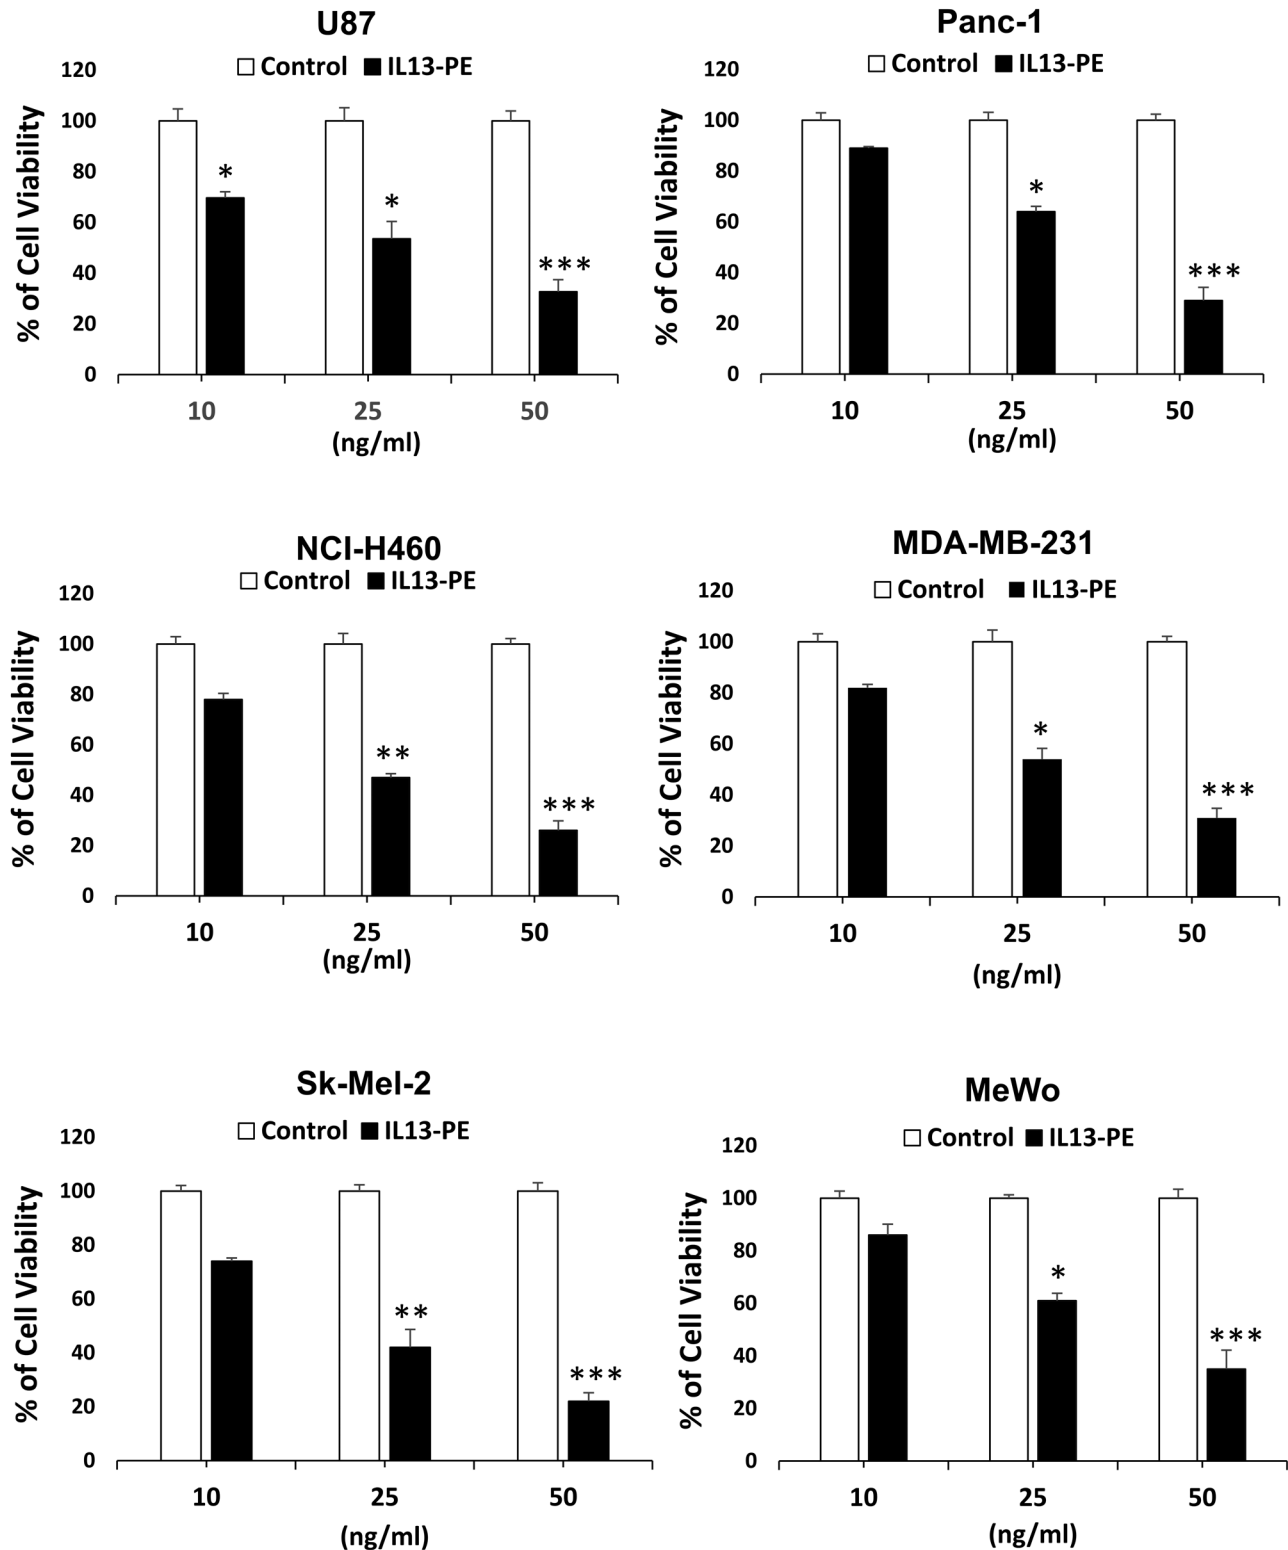 U87
Control IL13-PE
% of Cell Viability
120
100
80
60
40
20
0
*
*
***
10 25 50
(ng/ml)
Panc-1
Control IL13-PE
% of Cell Viability
120
100
80
60
40
20
0
*
***
10 25 50
(ng/ml)
NCI-H460
Control IL13-PE
% of Cell Viability
120
100
80
60
40
20
0
**
***
10 25 50
(ng/ml)
MDA-MB-231
Control IL13-PE
% of Cell Viability
120
100
80
60
40
20
0
*
***
10 25 50
(ng/ml)
Sk-Mel-2
Control IL13-PE
% of Cell Viability
120
100
80
60
40
20
0
**
***
10 25 50
(ng/ml)
MeWo
Control IL13-PE
% of Cell Viability
120
100
80
60
40
20
0
*
***
10 25 50
(ng/ml)